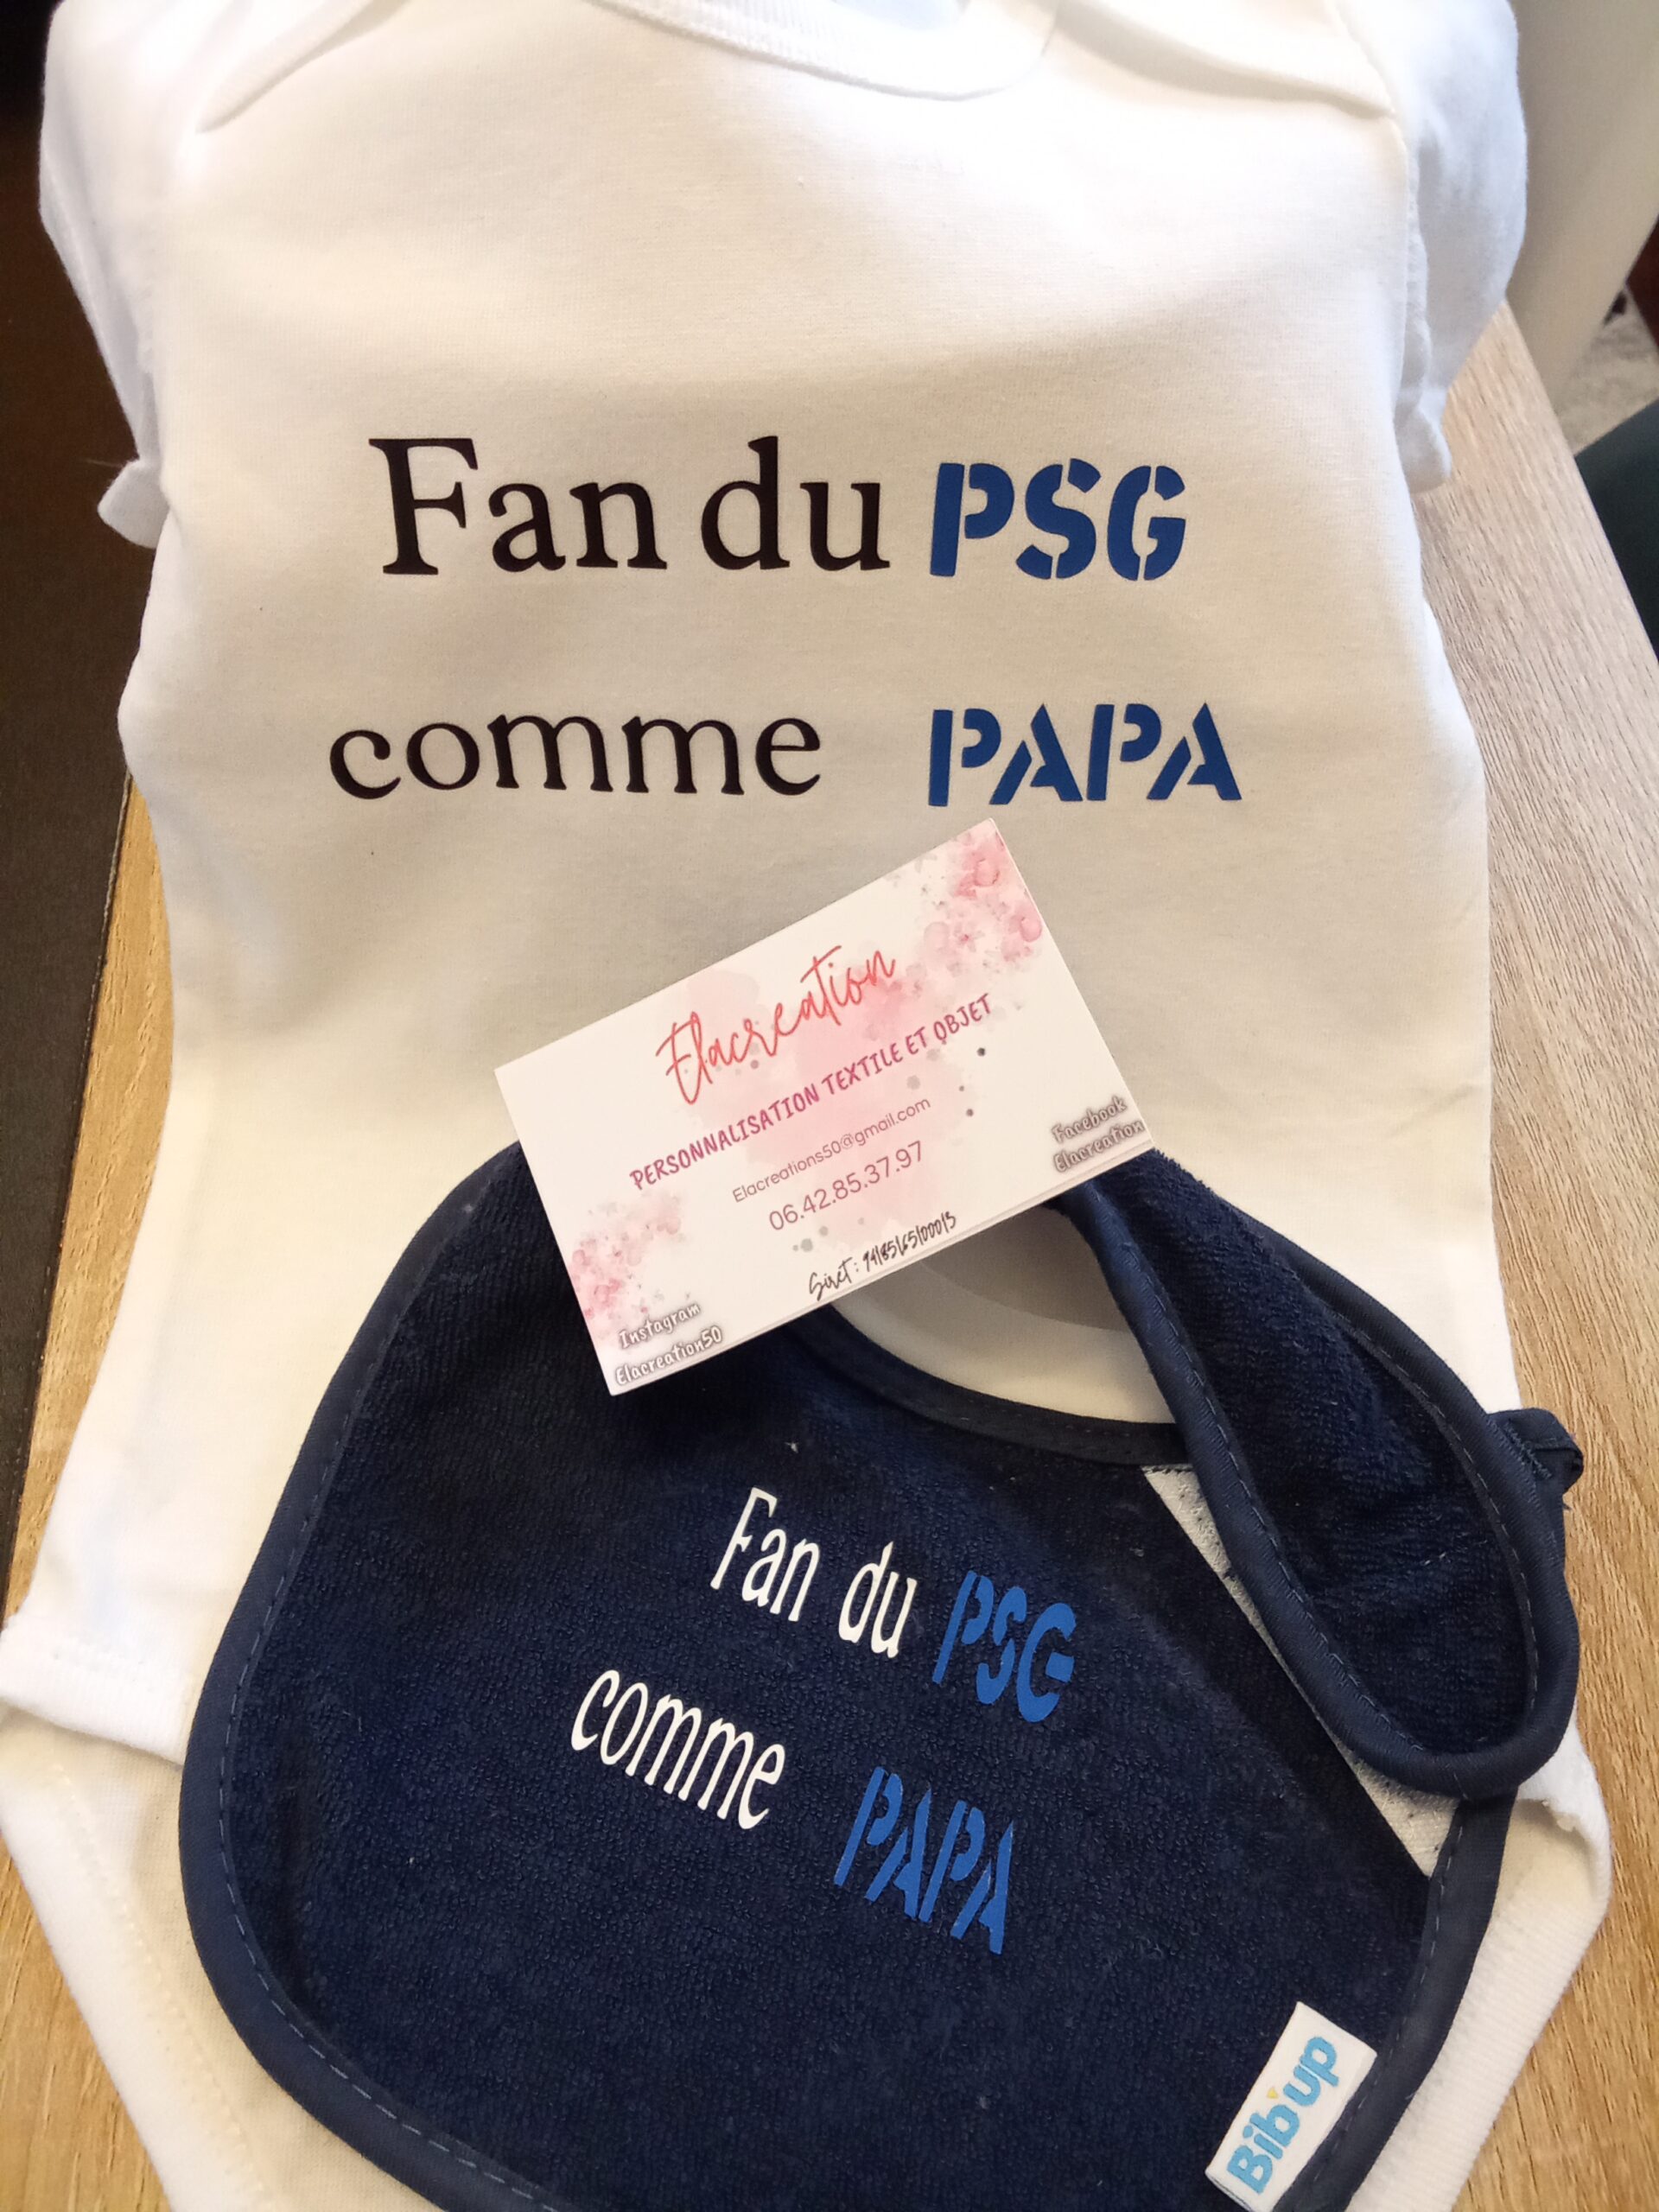 Fan du PSG
comme PAPA
Elacreation
PERSONNALISATION TEXTILE ET OBJET
Elacreations50@gmail.com
06.42.85.37.97
Facebook
Elacreation
Siret :
Instagram
Elacreation50
Fan du PSG
comme PAPA
Bib'up